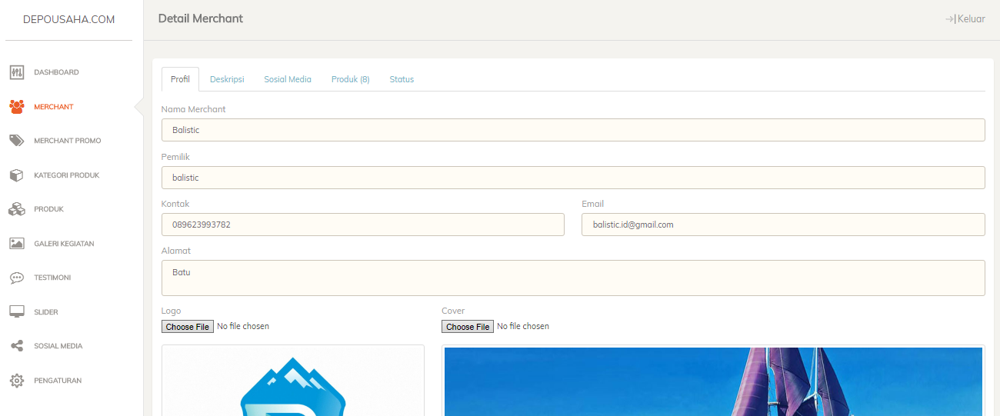 DEPOUSAHA.COM
Detail Merchant
Keluar
DASHBOARD
MERCHANT
MERCHANT PROMO
KATEGORI PRODUK
PRODUK
GALERI KEGIATAN
TESTIMONI
SLIDER
SOSIAL MEDIA
PENGATURAN
Profil Deskripsi Sosial Media Produk (8) Status
Nama Merchant
Balistic
Pemilik
balistic
Kontak Email
089623993782 balistic.id@gmail.com
Alamat
Batu
Logo Cover
Choose File No file chosen Choose File No file chosen